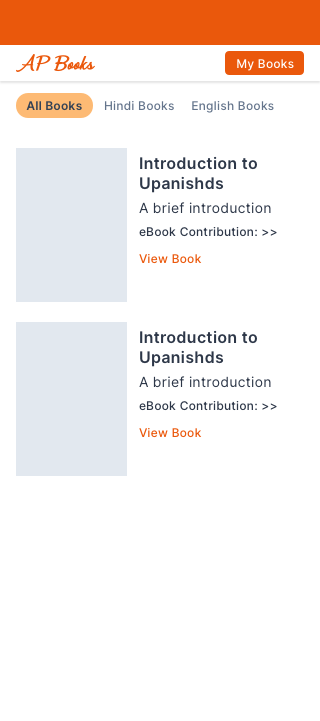 AP Books
My Books
All Books
Hindi Books
English Books
Introduction to
Upanishds
A brief introduction
eBook Contribution: >>
View Book
Introduction to
Upanishds
A brief introduction
eBook Contribution: >>
View Book